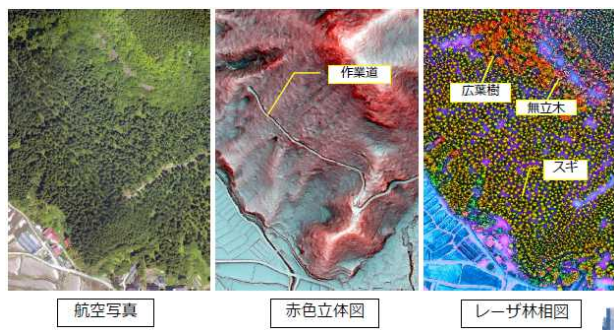 作業道
広葉樹
無立木
スギ
航空写真
赤色立体図
レーザ林相図